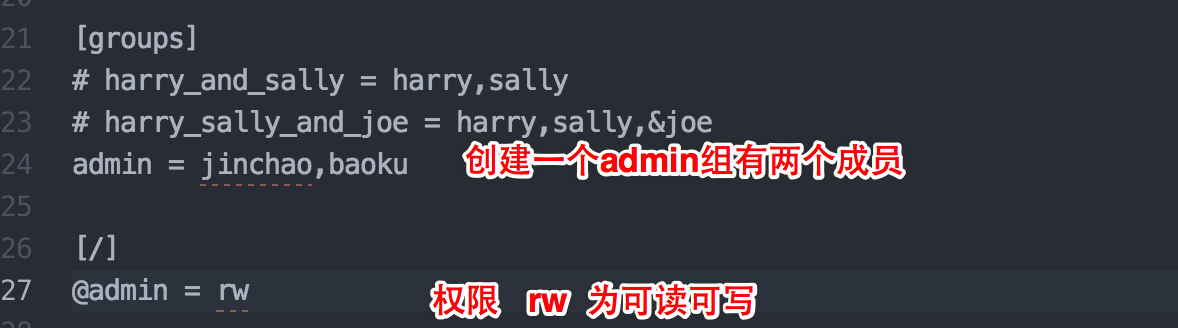 21 [groups]
22 # harry_and_sally = harry,sally
23 # harry_sally_and_joe = harry,sally,&joe
24 admin = jinchao,baoku 创建一个admin组有两个成员
25
26 [/]
27 @admin = rw 权限 rw 为可读可写